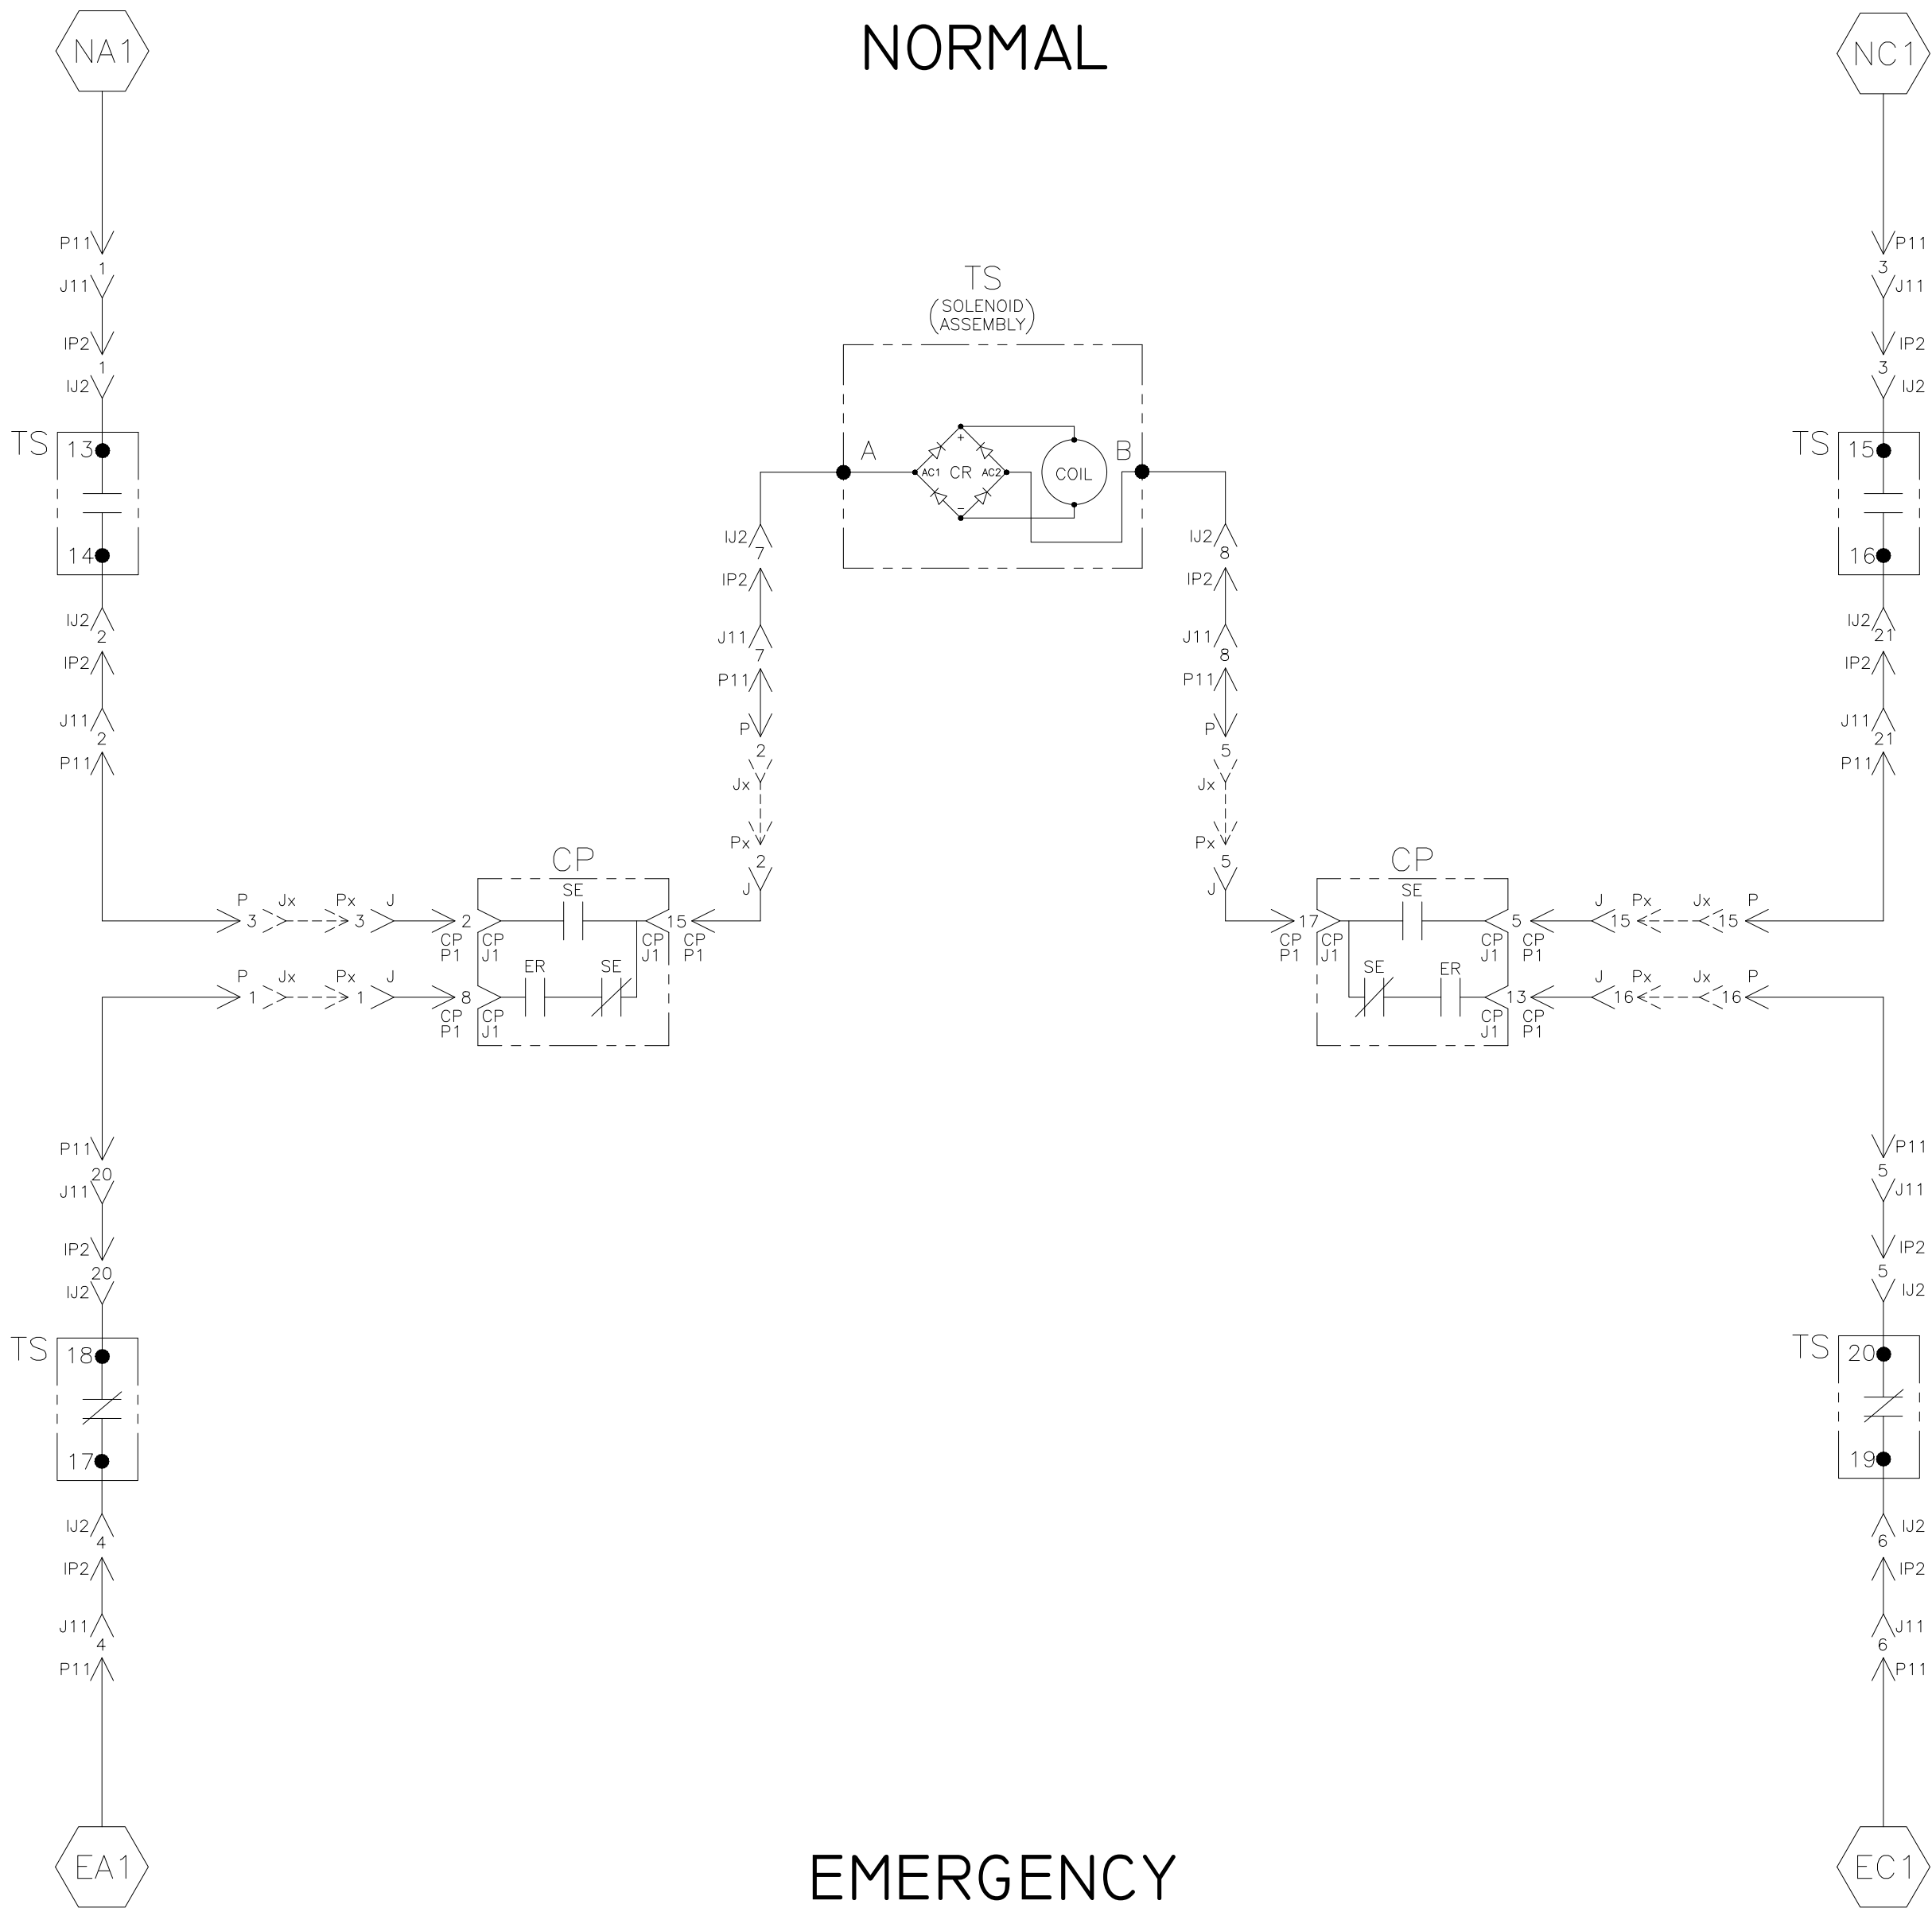 NORMAL
NA1
NC1
P11
1
J11
IP2
1
IJ2
TS
13
14
IJ2
2
IP2
J11
2
P11
P11
3
J11
IP2
3
IJ2
TS
15
16
IJ2
21
IP2
J11
21
P11
TS
(SOLENOID
ASSEMBLY)
A
B
+
AC1 CR AC2
−
COIL
IJ2
7
IP2
J11
7
P11
P
2
Jx
Px
2
J
IJ2
8
IP2
J11
8
P11
P
5
Jx
Px
5
J
CP
SE
P Jx Px J
3 3 2 15
CP CP CP CP
P1 J1 J1 P1
ER SE
P Jx Px J
1 1 8
CP CP
P1 J1
CP
SE
J Px Jx P
17 5 15 15
CP CP CP CP
P1 J1 J1 P1
SE ER
J Px Jx P
13 16 16
CP CP
J1 P1
P11
20
J11
IP2
20
IJ2
TS
18
17
IJ2
4
IP2
J11
4
P11
P11
5
J11
IP2
5
IJ2
TS
20
19
IJ2
6
IP2
J11
6
P11
EA1
EC1
EMERGENCY